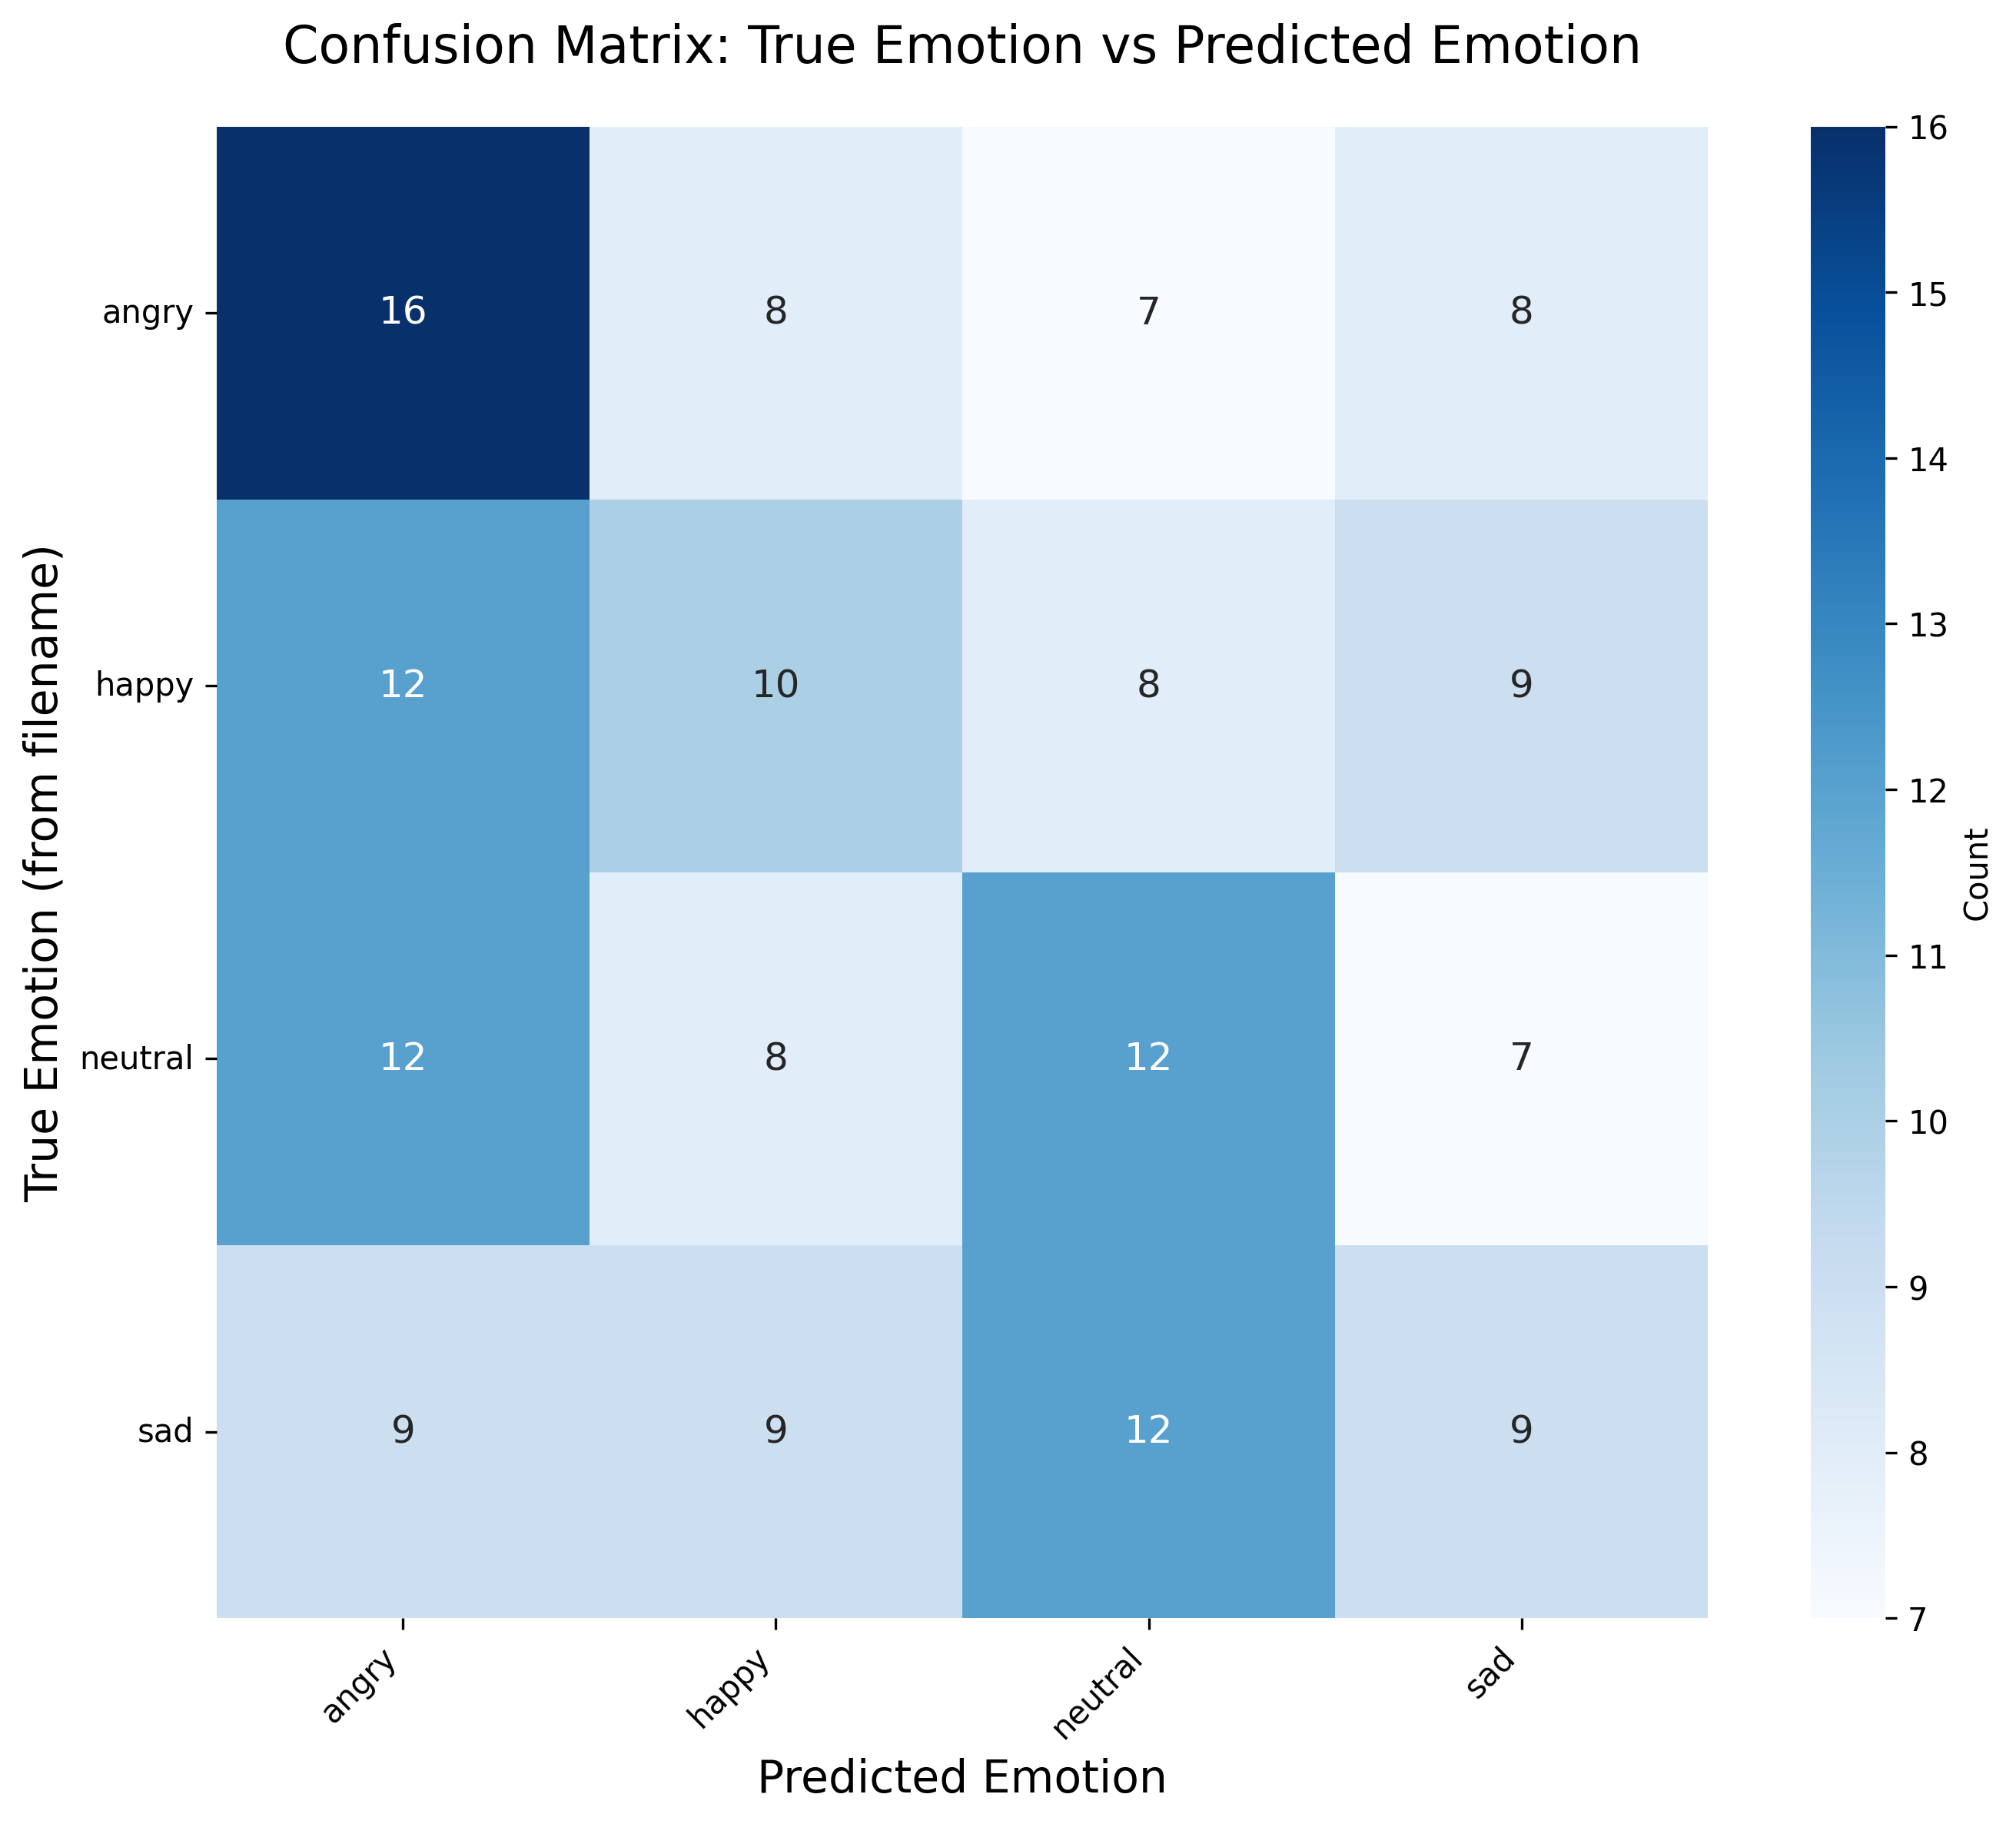 Confusion Matrix: True Emotion vs Predicted Emotion
True Emotion (from filename)
angry
16 8 7 8
happy
12 10 8 9
neutral
12 8 12 7
sad
9 9 12 9
angry happy neutral sad
Predicted Emotion
16
15
14
13
12
11
10
9
8
7
Count